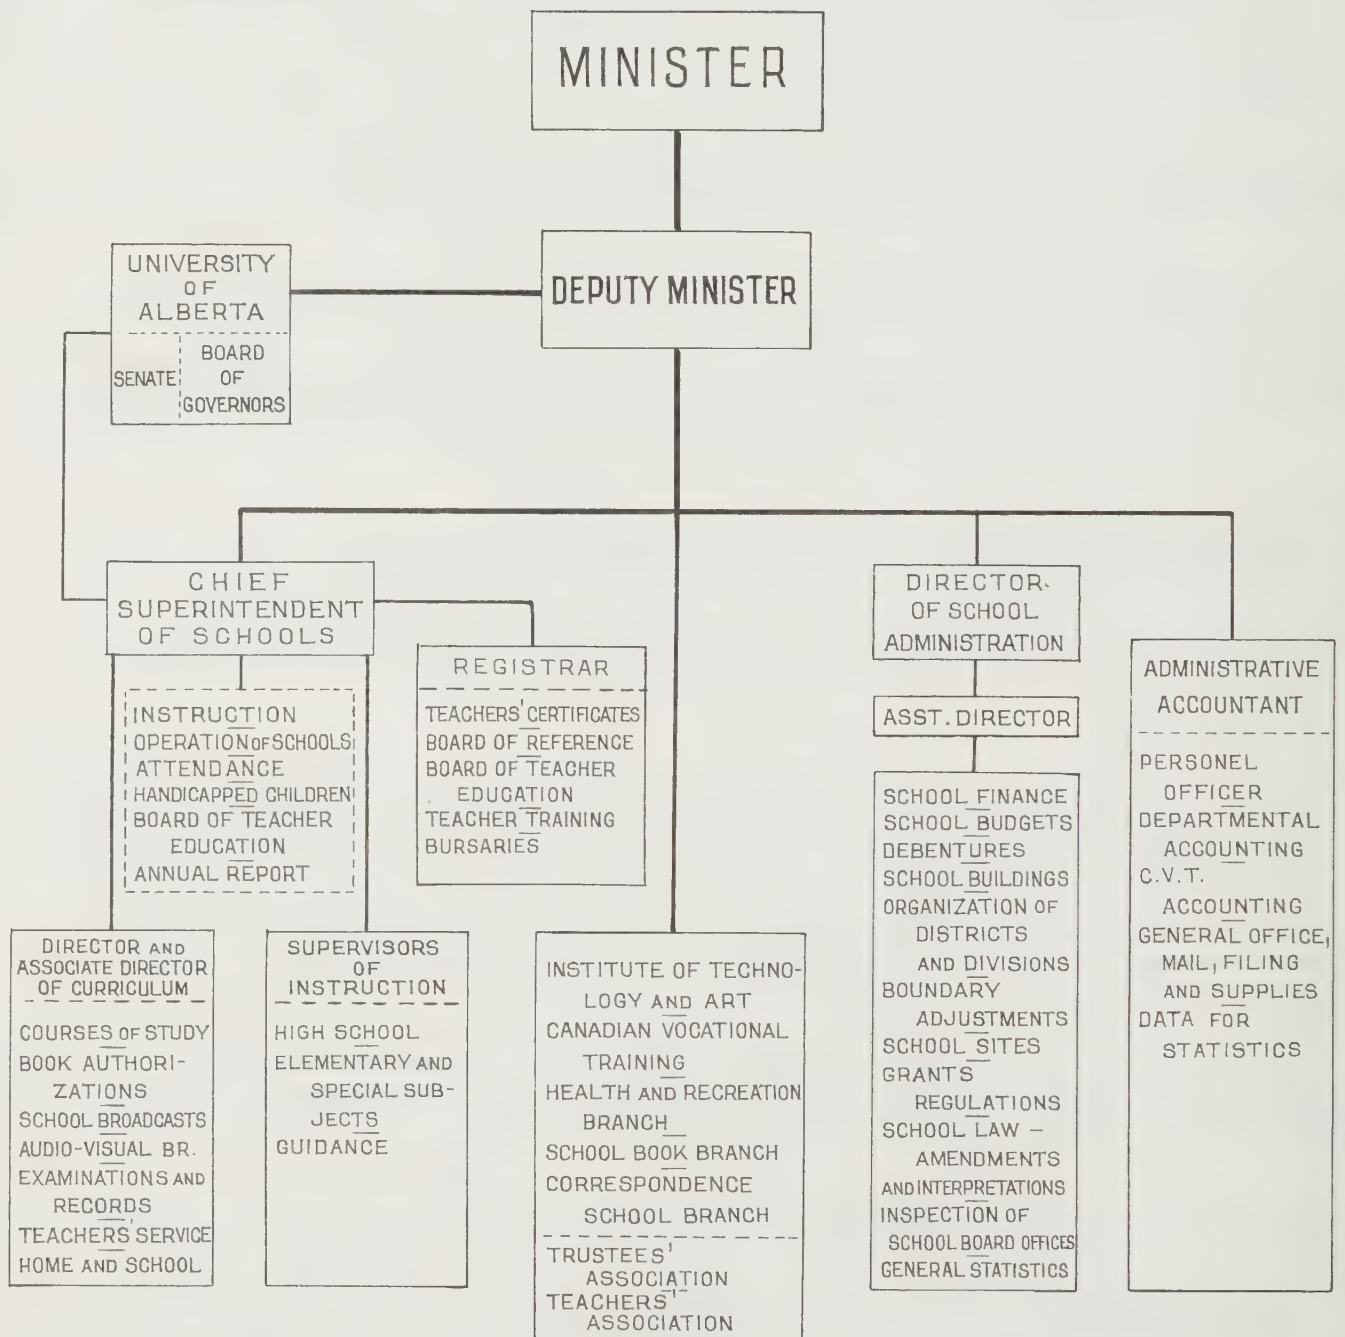 MINISTER
DEPUTY MINISTER
UNIVERSITY
OF
ALBERTA
SENATE
BOARD
OF
GOVERNORS
CHIEF
SUPERINTENDENT
OF SCHOOLS
INSTRUCTION
OPERATION OF SCHOOLS
ATTENDANCE
HANDICAPPED CHILDREN
BOARD OF TEACHER
EDUCATION
ANNUAL REPORT
REGISTRAR
TEACHERS' CERTIFICATES
BOARD OF REFERENCE
BOARD OF TEACHER
EDUCATION
TEACHER TRAINING
BURSARIES
DIRECTOR AND
ASSOCIATE DIRECTOR
OF CURRICULUM
COURSES OF STUDY
BOOK AUTHORI-
ZATIONS
SCHOOL BROADCASTS
AUDIO-VISUAL BR.
EXAMINATIONS AND
RECORDS
TEACHERS' SERVICE
HOME AND SCHOOL
SUPERVISORS
OF
INSTRUCTION
HIGH SCHOOL
ELEMENTARY AND
SPECIAL SUB-
JECTS
GUIDANCE
INSTITUTE OF TECHNO-
LOGY AND ART
CANADIAN VOCATIONAL
TRAINING
HEALTH AND RECREATION
BRANCH
SCHOOL BOOK BRANCH
CORRESPONDENCE
SCHOOL BRANCH
TRUSTEES'
ASSOCIATION
TEACHERS'
ASSOCIATION
DIRECTOR
OF SCHOOL
ADMINISTRATION
ASST. DIRECTOR
SCHOOL FINANCE
SCHOOL BUDGETS
DEBENTURES
SCHOOL BUILDINGS
ORGANIZATION OF
DISTRICTS
AND DIVISIONS
BOUNDARY
ADJUSTMENTS
SCHOOL SITES
GRANTS
REGULATIONS
SCHOOL LAW –
AMENDMENTS
AND INTERPRETATIONS
INSPECTION OF
SCHOOL BOARD OFFICES
GENERAL STATISTICS
ADMINISTRATIVE
ACCOUNTANT
PERSONEL
OFFICER
DEPARTMENTAL
ACCOUNTING
C.V.T.
ACCOUNTING
GENERAL OFFICE,
MAIL, FILING
AND SUPPLIES
DATA FOR
STATISTICS